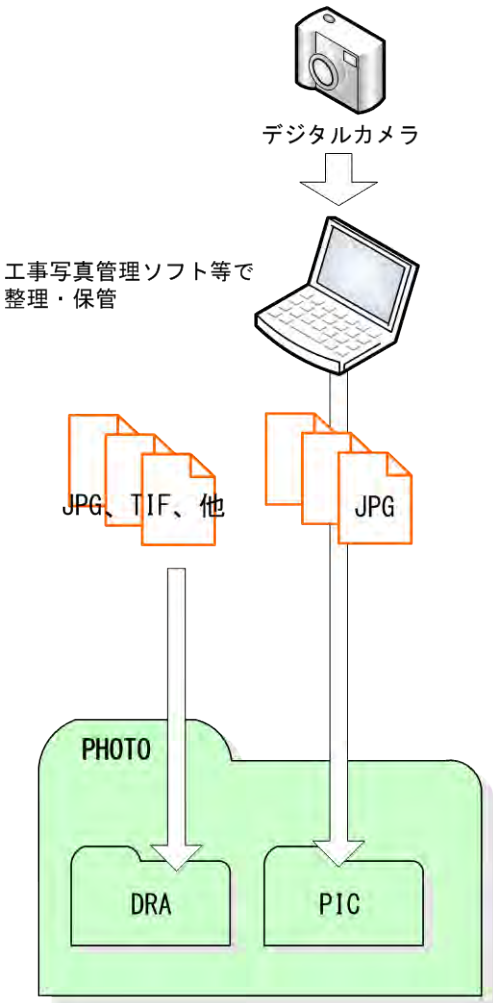 デジタルカメラ
工事写真管理ソフト等で
整理・保管
JPG、TIF、他
JPG
PHOTO
DRA
PIC